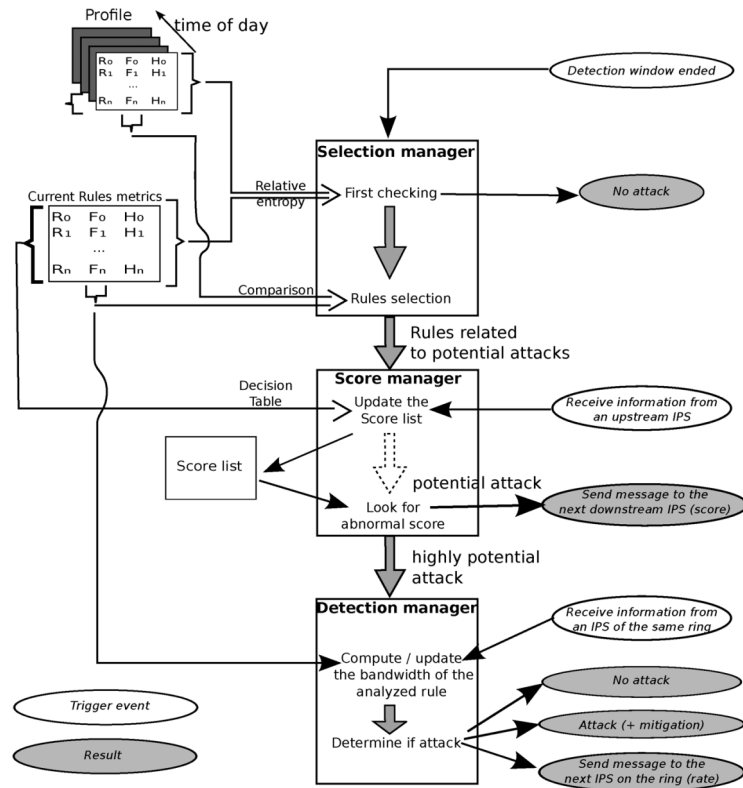 Profile
time of day
R₀ F₀ H₀
R₁ F₁ H₁
...
Rₙ Fₙ Hₙ
Detection window ended
Selection manager
Current Rules metrics
Relative
entropy
First checking
No attack
R₀ F₀ H₀
R₁ F₁ H₁
...
Rₙ Fₙ Hₙ
Comparison
Rules selection
Rules related
to potential attacks
Score manager
Decision
Table
Update the
Score list
Receive information from
an upstream IPS
Score list
potential attack
Look for
abnormal score
Send message to the
next downstream IPS (score)
highly potential
attack
Detection manager
Receive information from
an IPS of the same ring
Compute / update
the bandwidth of the
analyzed rule
No attack
Trigger event
Determine if attack
Attack (+ mitigation)
Result
Send message to the
next IPS on the ring (rate)